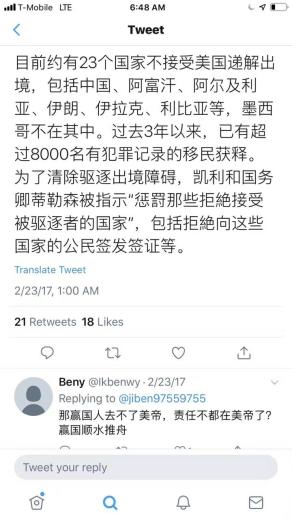 T-Mobile LTE
6:48 AM
Tweet
目前约有23个国家不接受美国递解出
境，包括中国、阿富汗、阿尔及利
亚、伊朗、伊拉克、利比亚等，墨西
哥不在其中。过去3年以来，已有超
过8000名有犯罪记录的移民获释。
为了清除驱逐出境障碍，凯利和国务
卿蒂勒森被指示“惩罸那些拒絶接受
被驱逐者的国家”，包括拒絶向这些
国家的公民签发签证等。
Translate Tweet
2/23/17, 1:00 AM
21 Retweets 18 Likes
Beny @lkbenwy · 2/23/17
Replying to @jiben97559755
那赢国人去不了美帝，责任不都在美帝了?
赢国顺水推舟
Tweet your reply